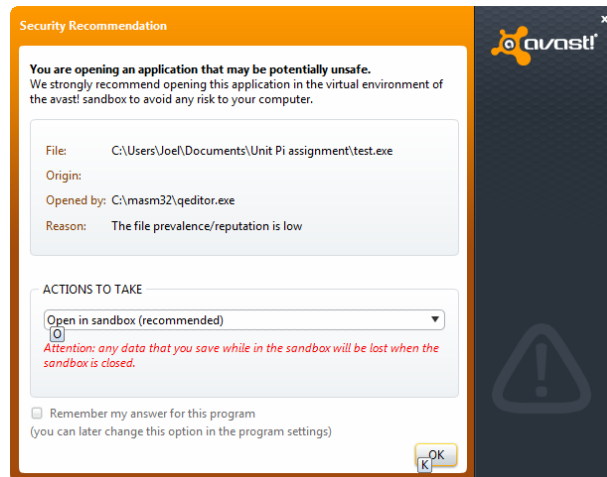 Security Recommendation
x
avast!
You are opening an application that may be potentially unsafe.
We strongly recommend opening this application in the virtual environment of
the avast! sandbox to avoid any risk to your computer.
File: C:\Users\Joel\Documents\Unit Pi assignment\test.exe
Origin:
Opened by: C:\masm32\qeditor.exe
Reason: The file prevalence/reputation is low
ACTIONS TO TAKE
Open in sandbox (recommended)
O
Attention: any data that you save while in the sandbox will be lost when the
sandbox is closed.
Remember my answer for this program
(you can later change this option in the program settings)
OK
K